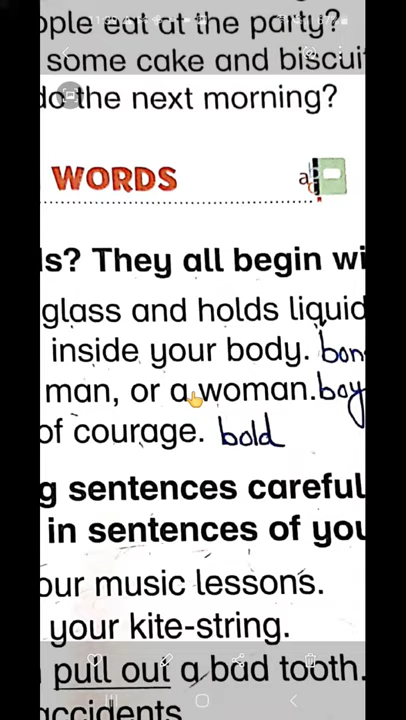 ople eat at the party?
some cake and biscuit
do the next morning?
WORDS
abc
ls? They all begin wi
glass and holds liquid
inside your body. bon
man, or a woman. boy
of courage. bold
g sentences careful
in sentences of you
our music lessons.
your kite-string.
pull out a bad tooth.
accidents